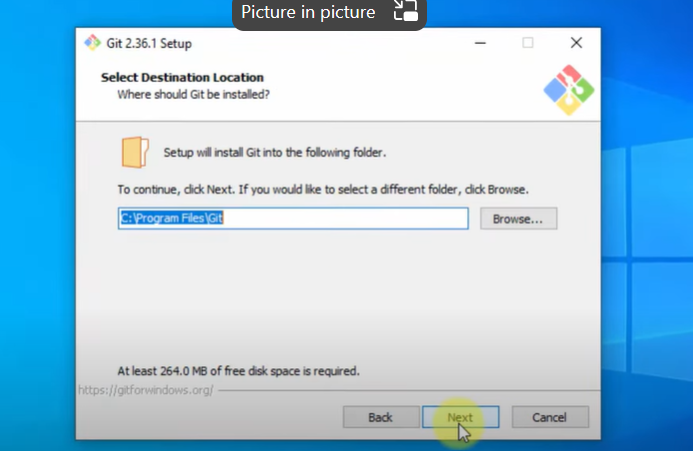 Picture in picture
Git 2.36.1 Setup
Select Destination Location
Where should Git be installed?
Setup will install Git into the following folder.
To continue, click Next. If you would like to select a different folder, click Browse.
C:\Program Files\Git
Browse...
At least 264.0 MB of free disk space is required.
https://gitforwindows.org/
Back
Next
Cancel